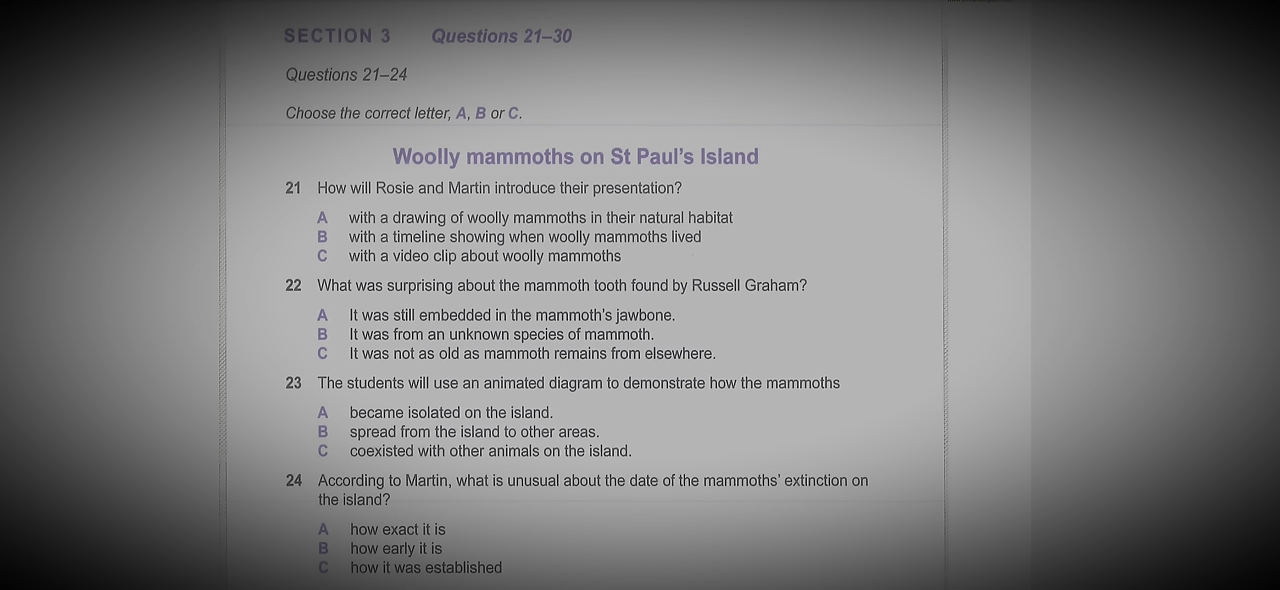 SECTION 3 Questions 21–30
Questions 21–24
Choose the correct letter, A, B or C.
Woolly mammoths on St Paul's Island
21 How will Rosie and Martin introduce their presentation?
A with a drawing of woolly mammoths in their natural habitat
B with a timeline showing when woolly mammoths lived
C with a video clip about woolly mammoths
22 What was surprising about the mammoth tooth found by Russell Graham?
A It was still embedded in the mammoth's jawbone.
B It was from an unknown species of mammoth.
C It was not as old as mammoth remains from elsewhere.
23 The students will use an animated diagram to demonstrate how the mammoths
A became isolated on the island.
B spread from the island to other areas.
C coexisted with other animals on the island.
24 According to Martin, what is unusual about the date of the mammoths' extinction on
the island?
A how exact it is
B how early it is
C how it was established